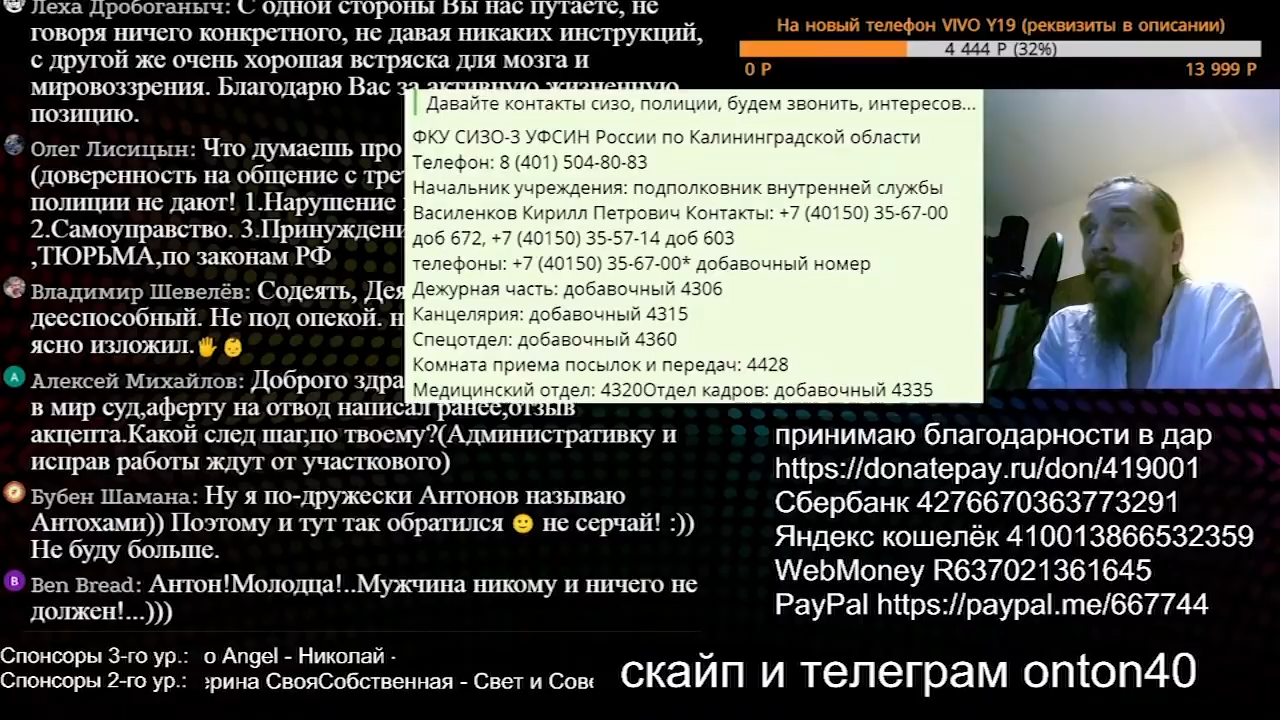 Лёха Дробоганыч: С одной стороны Вы нас путаете, не
говоря ничего конкретного, не давая никаких инструкций,
с другой же очень хорошая встряска для мозга и
мировоззрения. Благодарю Вас за активную жизненную
позицию.
Олег Лисицын: Что думаешь про
(доверенность на общение с
полиции не дают! 1.Нарушение
2.Самоуправство. 3.Принуждени
,ТЮРЬМА,по законам РФ
Владимир Шевелёв: Содеять, Дея
дееспособный. Не под опекой. н
ясно изложил.🖐👶
Алексей Михайлов: Доброго здра
в мир суд,аферту на отвод написал ранее,отзыв
акцепта.Какой след шаг,по твоему?(Административку и
исправ работы ждут от участкового)
Бубен Шамана: Ну я по-дружески Антонов называю
Антохами)) Поэтому и тут так обратился 🙂 не серчай! :))
Не буду больше.
Ben Bread: Антон!Молодца!..Мужчина никому и ничего не
должен!...)))
Спонсоры 3-го ур.: о Angel - Николай -
Спонсоры 2-го ур.: рина СвояСобственная - Свет и Сове
Давайте контакты сизо, полиции, будем звонить, интересов...
ФКУ СИЗО-3 УФСИН России по Калининградской области
Телефон: 8 (401) 504-80-83
Начальник учреждения: подполковник внутренней службы
Василенков Кирилл Петрович Контакты: +7 (40150) 35-67-00
доб 672, +7 (40150) 35-57-14 доб 603
телефоны: +7 (40150) 35-67-00* добавочный номер
Дежурная часть: добавочный 4306
Канцелярия: добавочный 4315
Спецотдел: добавочный 4360
Комната приема посылок и передач: 4428
Медицинский отдел: 4320Отдел кадров: добавочный 4335
На новый телефон VIVO Y19 (реквизиты в описании)
4 444 Р (32%)
0 Р 13 999 Р
принимаю благодарности в дар
https://donatepay.ru/don/419001
Сбербанк 4276670363773291
Яндекс кошелёк 410013866532359
WebMoney R637021361645
PayPal https://paypal.me/667744
скайп и телеграм onton40